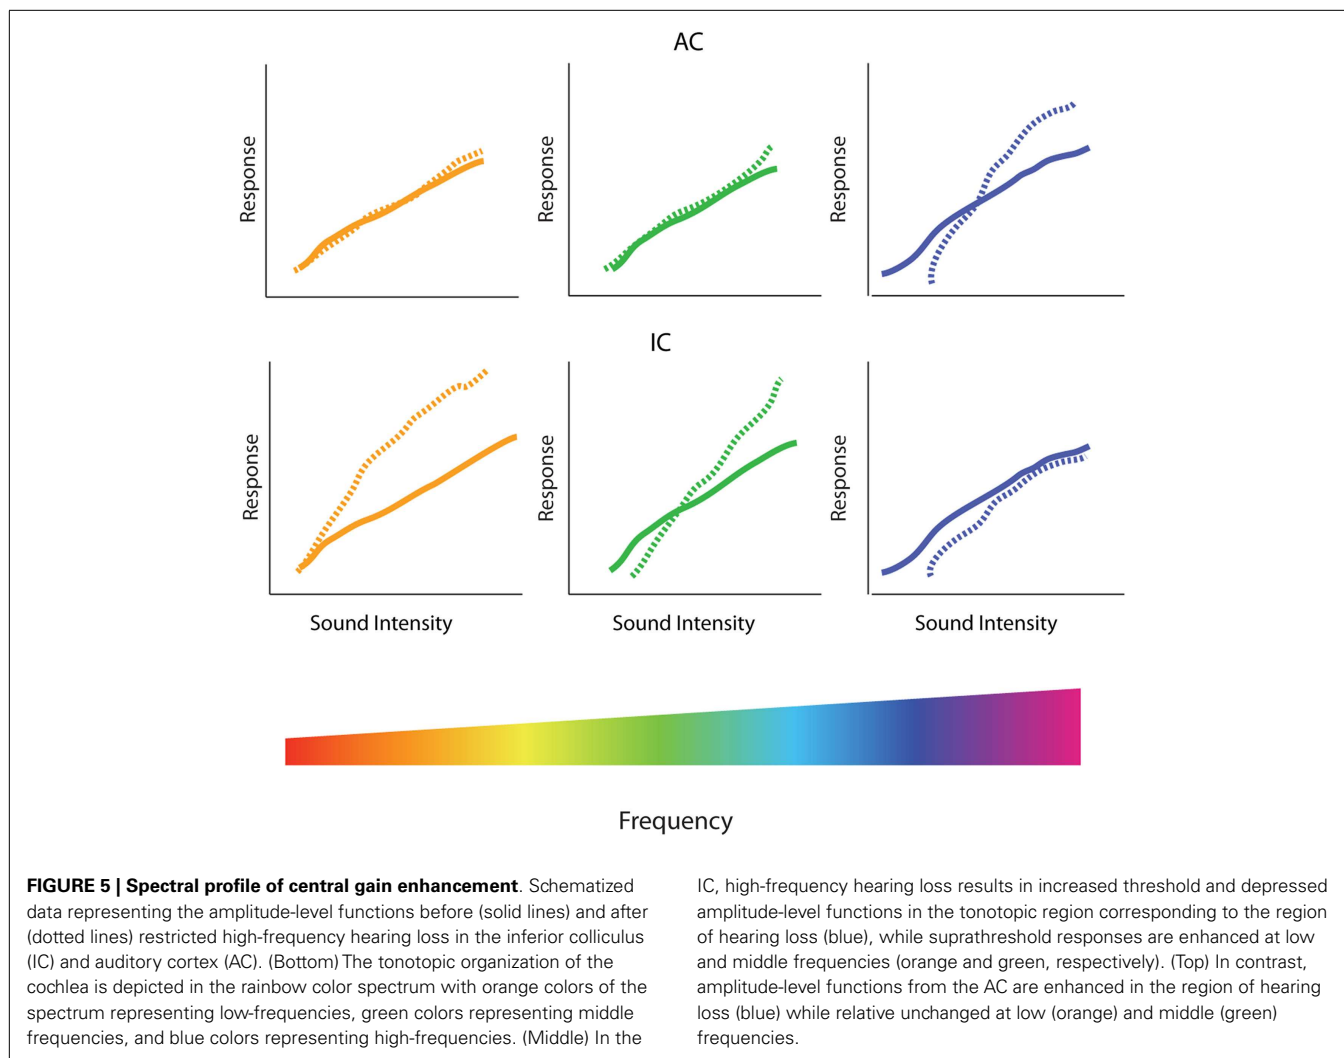 AC
Response
Response
Response
IC
Response
Response
Response
Sound Intensity
Sound Intensity
Sound Intensity
Frequency
FIGURE 5 | Spectral profile of central gain enhancement. Schematized
data representing the amplitude-level functions before (solid lines) and after
(dotted lines) restricted high-frequency hearing loss in the inferior colliculus
(IC) and auditory cortex (AC). (Bottom) The tonotopic organization of the
cochlea is depicted in the rainbow color spectrum with orange colors of the
spectrum representing low-frequencies, green colors representing middle
frequencies, and blue colors representing high-frequencies. (Middle) In the
IC, high-frequency hearing loss results in increased threshold and depressed
amplitude-level functions in the tonotopic region corresponding to the region
of hearing loss (blue), while suprathreshold responses are enhanced at low
and middle frequencies (orange and green, respectively). (Top) In contrast,
amplitude-level functions from the AC are enhanced in the region of hearing
loss (blue) while relative unchanged at low (orange) and middle (green)
frequencies.